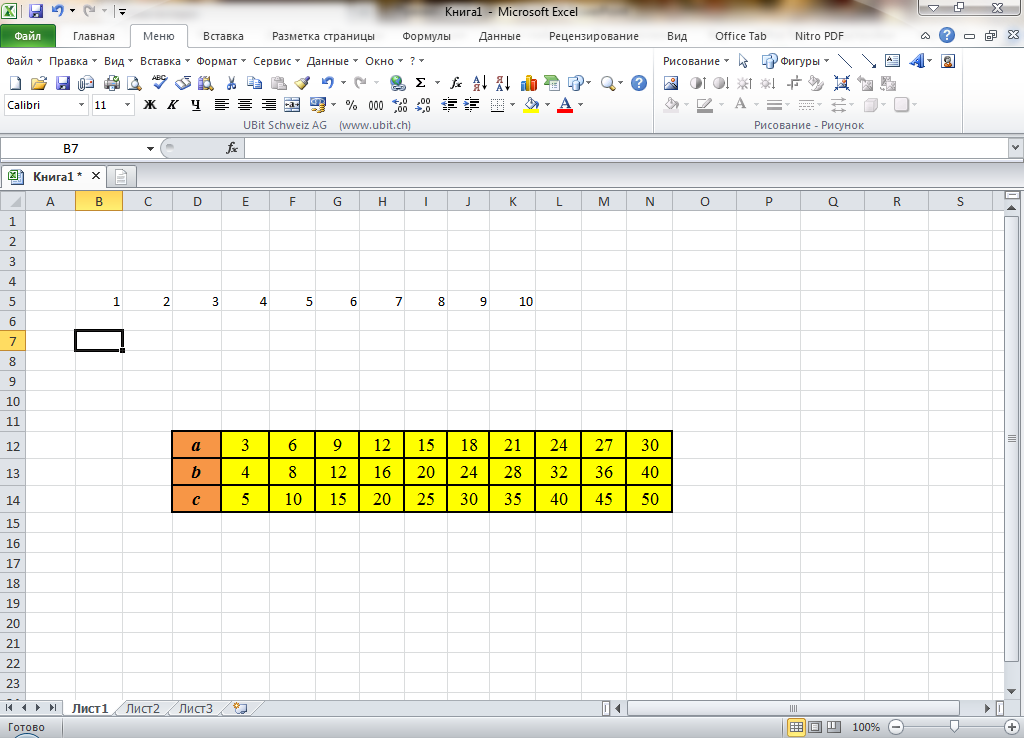 Книга1 - Microsoft Excel
Файл Главная Меню Вставка Разметка страницы Формулы Данные Рецензирование Вид Office Tab Nitro PDF
Файл Правка Вид Вставка Формат Сервис Данные Окно ? Рисование Фигуры
Calibri 11 Ж К Ч % 000
UBit Schweiz AG (www.ubit.ch) Рисование - Рисунок
B7 fx
Книга1 *
A B C D E F G H I J K L M N O P Q R S
1
2
3
4
5 1 2 3 4 5 6 7 8 9 10
6
7
8
9
10
11
12 a 3 6 9 12 15 18 21 24 27 30
13 b 4 8 12 16 20 24 28 32 36 40
14 c 5 10 15 20 25 30 35 40 45 50
15
16
17
18
19
20
21
22
23
Лист1 Лист2 Лист3
Готово 100%